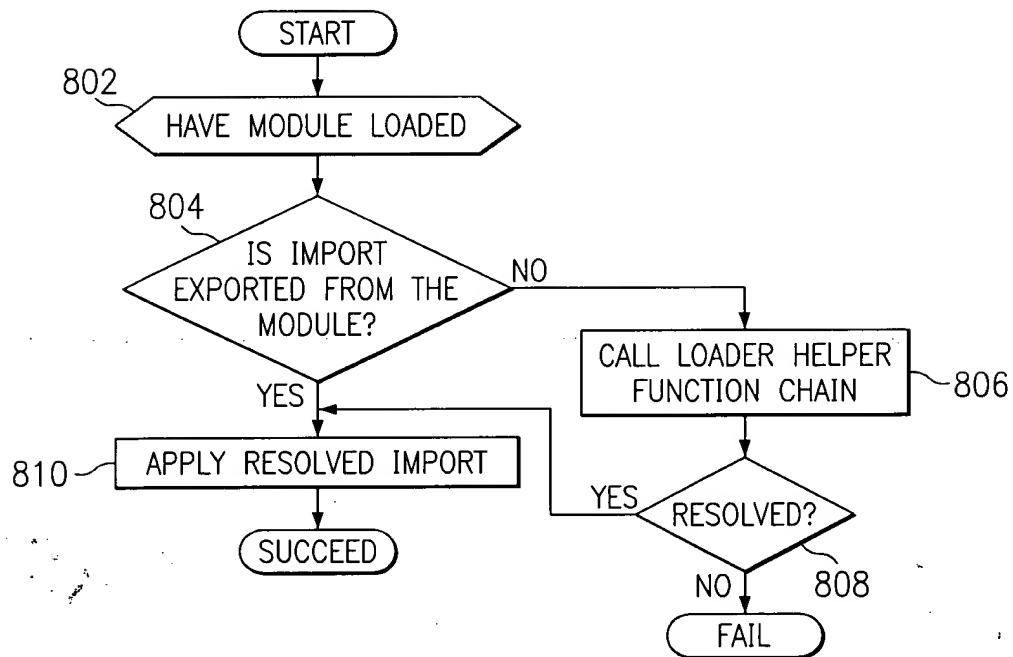 START
802
HAVE MODULE LOADED
804
IS IMPORT
EXPORTED FROM THE
MODULE?
NO
CALL LOADER HELPER
FUNCTION CHAIN
806
YES
810
APPLY RESOLVED IMPORT
YES
RESOLVED?
808
SUCCEED
NO
FAIL